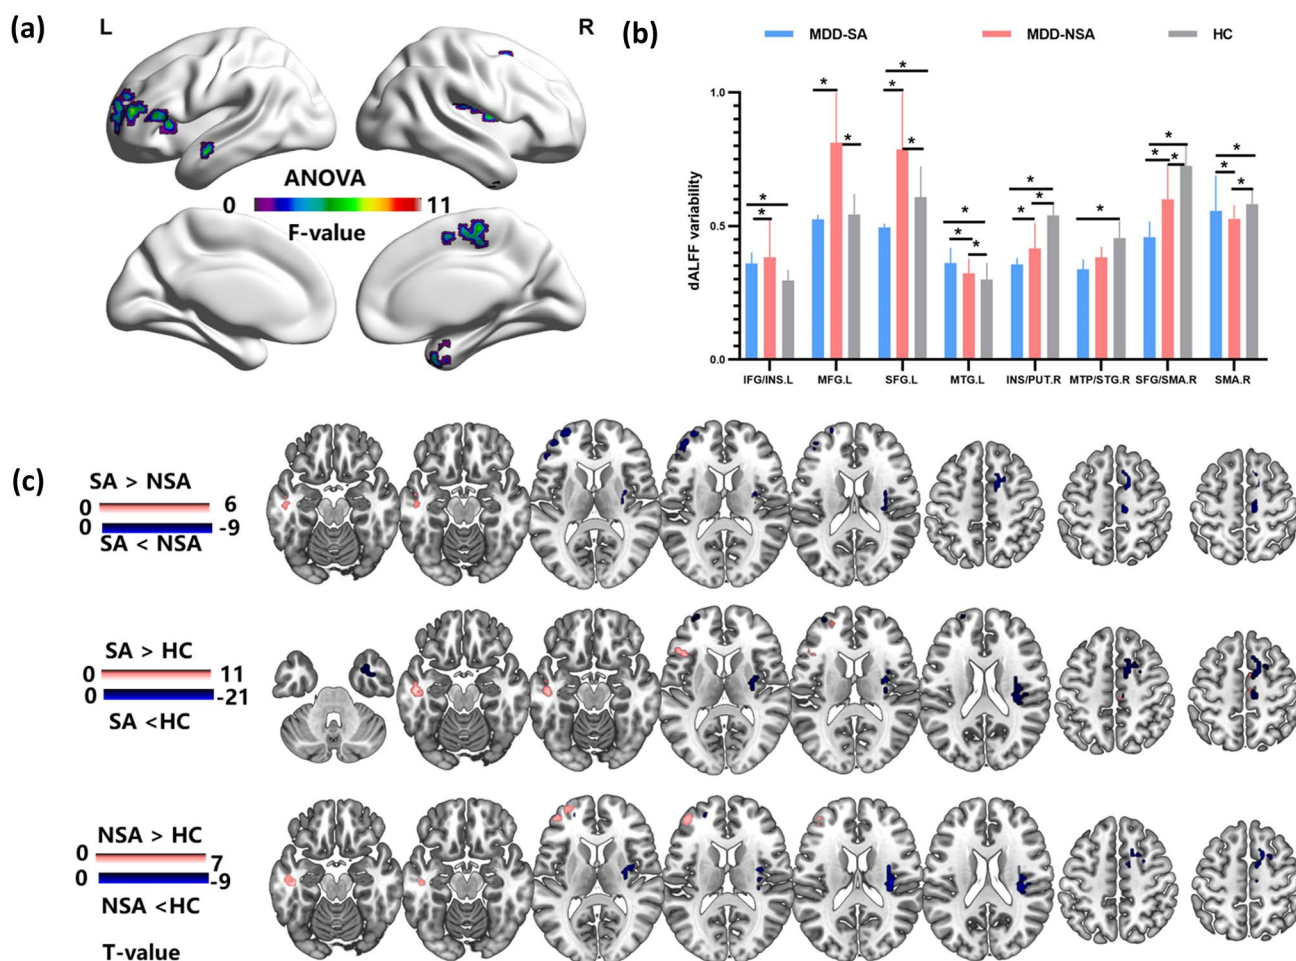 (a)
L
R
ANOVA
0
11
F-value
(b)
MDD-SA
MDD-NSA
HC
dALFF variability
1.0
0.5
0.0
* * * * * * * * * * * * * * * * * * * *
IFG/INS.L MFG.L SFG.L MTG.L INS/PUT.R MTP/STG.R SFG/SMA.R SMA.R
(c)
SA > NSA
0 6
0 -9
SA < NSA
SA > HC
0 11
0 -21
SA <HC
NSA > HC
0 7
0 -9
NSA <HC
T-value